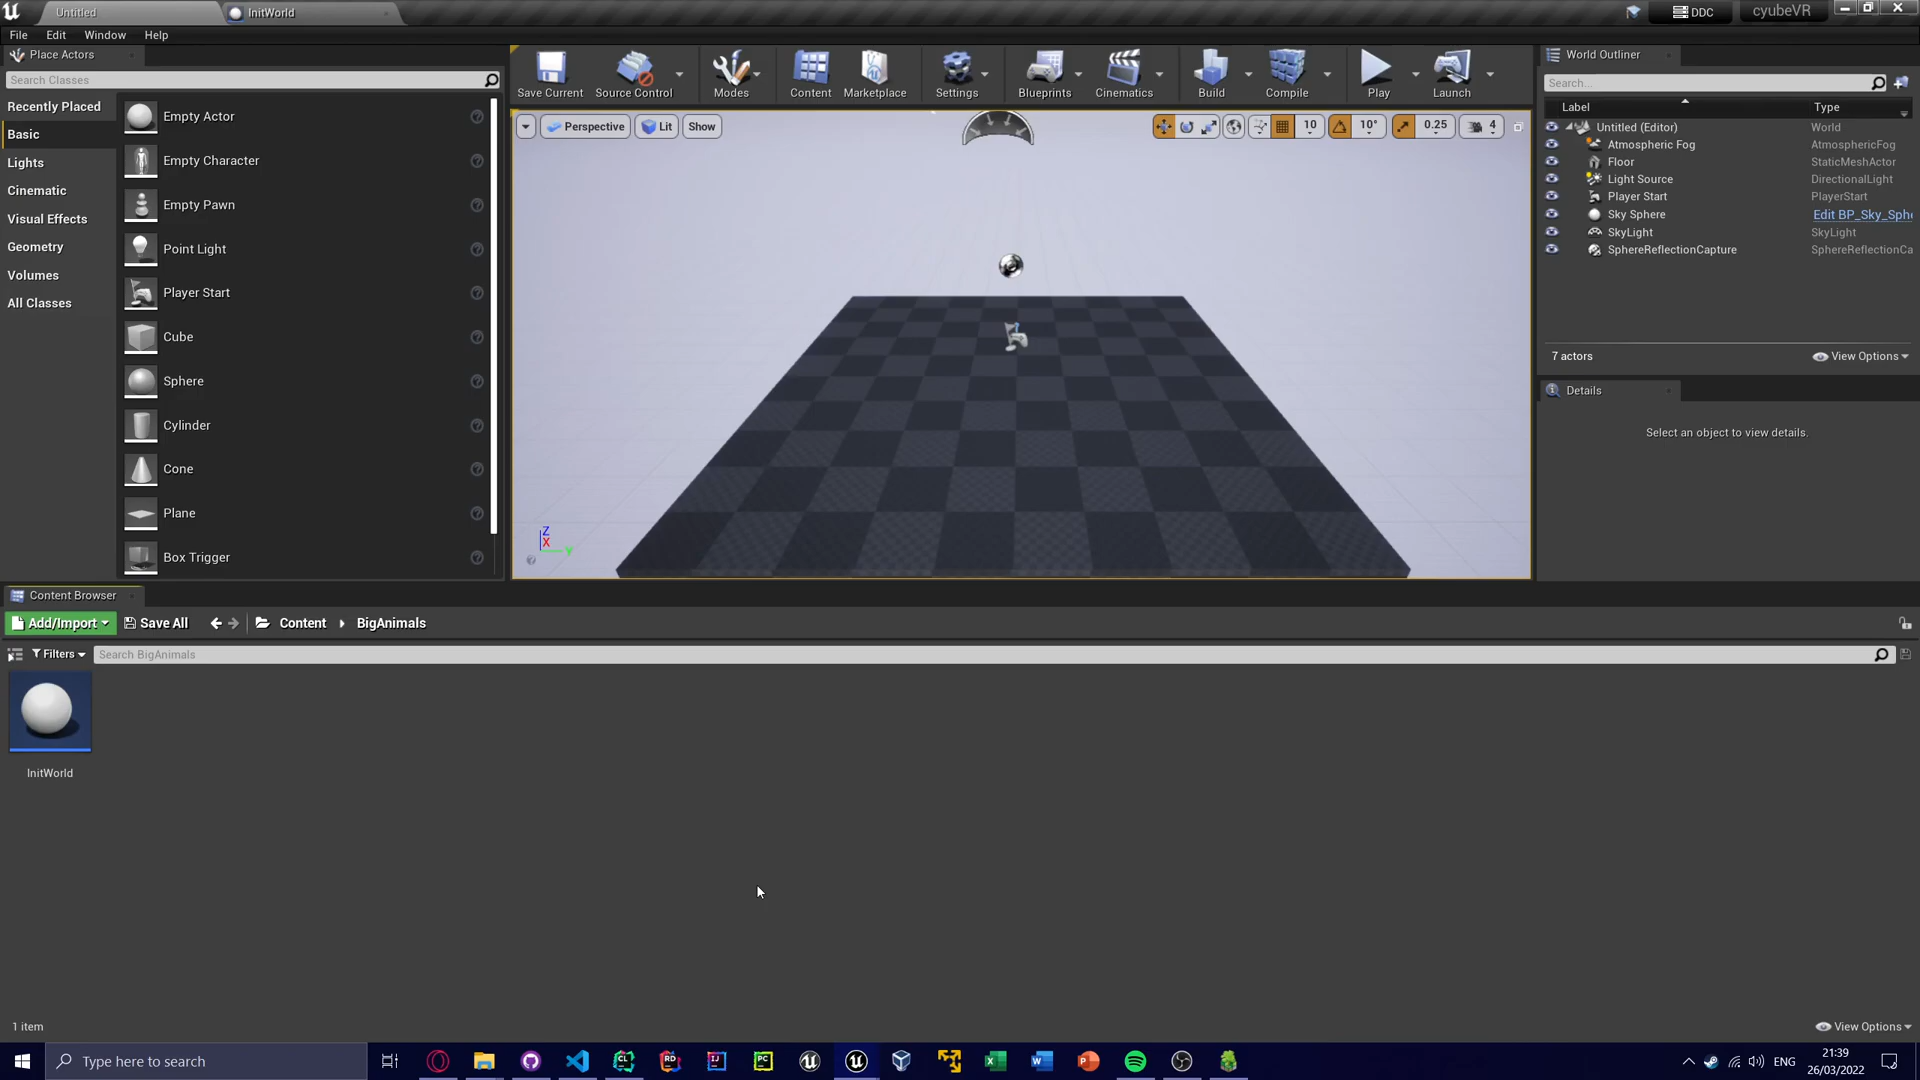 Untitled
InitWorld
DDC
cyubeVR
File Edit Window Help
Place Actors
Search Classes
Recently Placed
Basic
Lights
Cinematic
Visual Effects
Geometry
Volumes
All Classes
Empty Actor
Empty Character
Empty Pawn
Point Light
Player Start
Cube
Sphere
Cylinder
Cone
Plane
Box Trigger
Save Current
Source Control
Modes
Content
Marketplace
Settings
Blueprints
Cinematics
Build
Compile
Play
Launch
Perspective
Lit
Show
10
10°
0.25
4
Z
X
Y
World Outliner
Search...
Label Type
Untitled (Editor) World
Atmospheric Fog AtmosphericFog
Floor StaticMeshActor
Light Source DirectionalLight
Player Start PlayerStart
Sky Sphere Edit BP_Sky_Sphe
SkyLight SkyLight
SphereReflectionCapture SphereReflectionCa
7 actors View Options
Details
Select an object to view details.
Content Browser
Add/Import Save All Content BigAnimals
Filters Search BigAnimals
InitWorld
1 item View Options
Type here to search
CL
RD
IJ
PC
ENG
21:39
26/03/2022